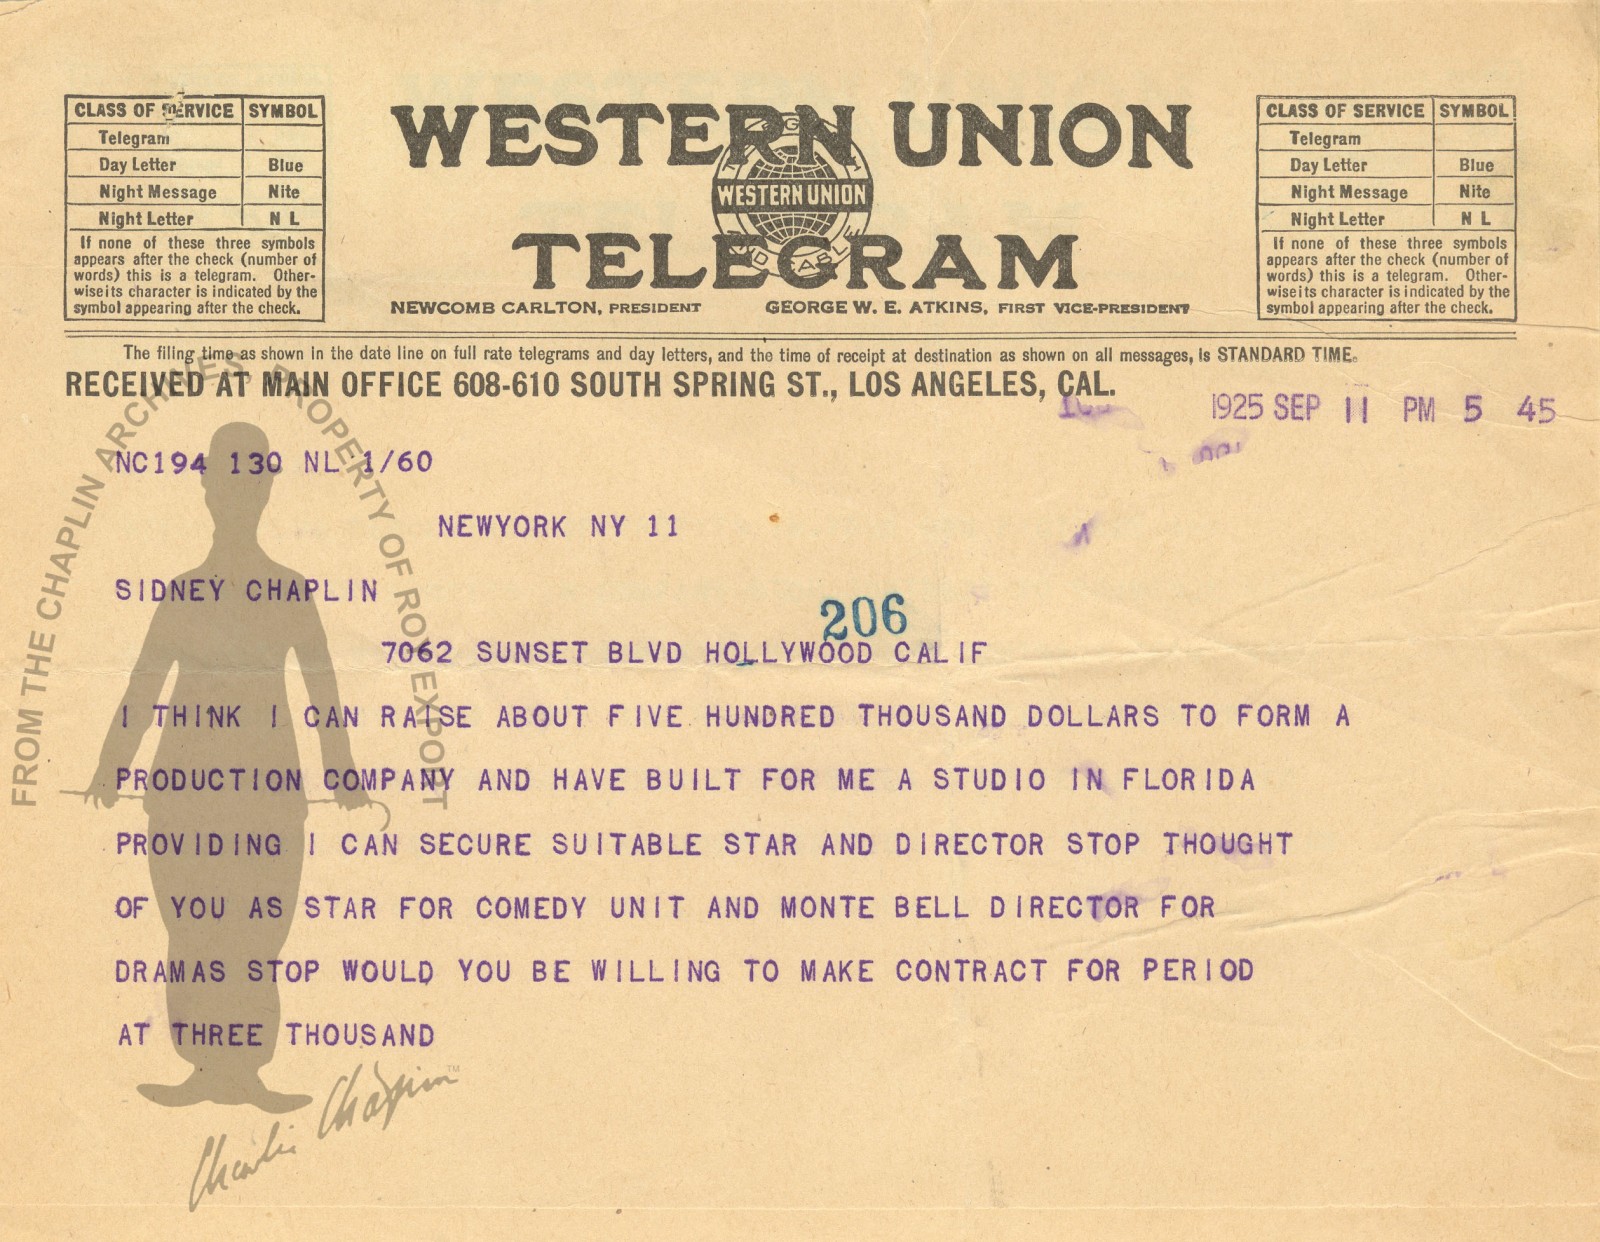 CLASS OF SERVICE SYMBOL
Telegram
Day Letter Blue
Night Message Nite
Night Letter N L
If none of these three symbols
appears after the check (number of
words) this is a telegram. Other-
wiseits character is indicated by the
symbol appearing after the check.
WESTERN UNION
WESTERN UNION
TELEGRAM
NEWCOMB CARLTON, PRESIDENT GEORGE W. E. ATKINS, FIRST VICE-PRESIDENT
CLASS OF SERVICE SYMBOL
Telegram
Day Letter Blue
Night Message Nite
Night Letter N L
If none of these three symbols
appears after the check (number of
words) this is a telegram. Other-
wiseits character is indicated by the
symbol appearing after the check.
The filing time as shown in the date line on full rate telegrams and day letters, and the time of receipt at destination as shown on all messages, is STANDARD TIME.
RECEIVED AT MAIN OFFICE 608-610 SOUTH SPRING ST., LOS ANGELES, CAL.
1925 SEP 11 PM 5 45
NC194 130 NL 1/60
NEWYORK NY 11
SIDNEY CHAPLIN
206
7062 SUNSET BLVD HOLLYWOOD CALIF
I THINK I CAN RAISE ABOUT FIVE HUNDRED THOUSAND DOLLARS TO FORM A
PRODUCTION COMPANY AND HAVE BUILT FOR ME A STUDIO IN FLORIDA
PROVIDING I CAN SECURE SUITABLE STAR AND DIRECTOR STOP THOUGHT
OF YOU AS STAR FOR COMEDY UNIT AND MONTE BELL DIRECTOR FOR
DRAMAS STOP WOULD YOU BE WILLING TO MAKE CONTRACT FOR PERIOD
AT THREE THOUSAND
FROM THE CHAPLIN ARCHIVES, PROPERTY OF ROY EXPORT
Charlie Chaplin™